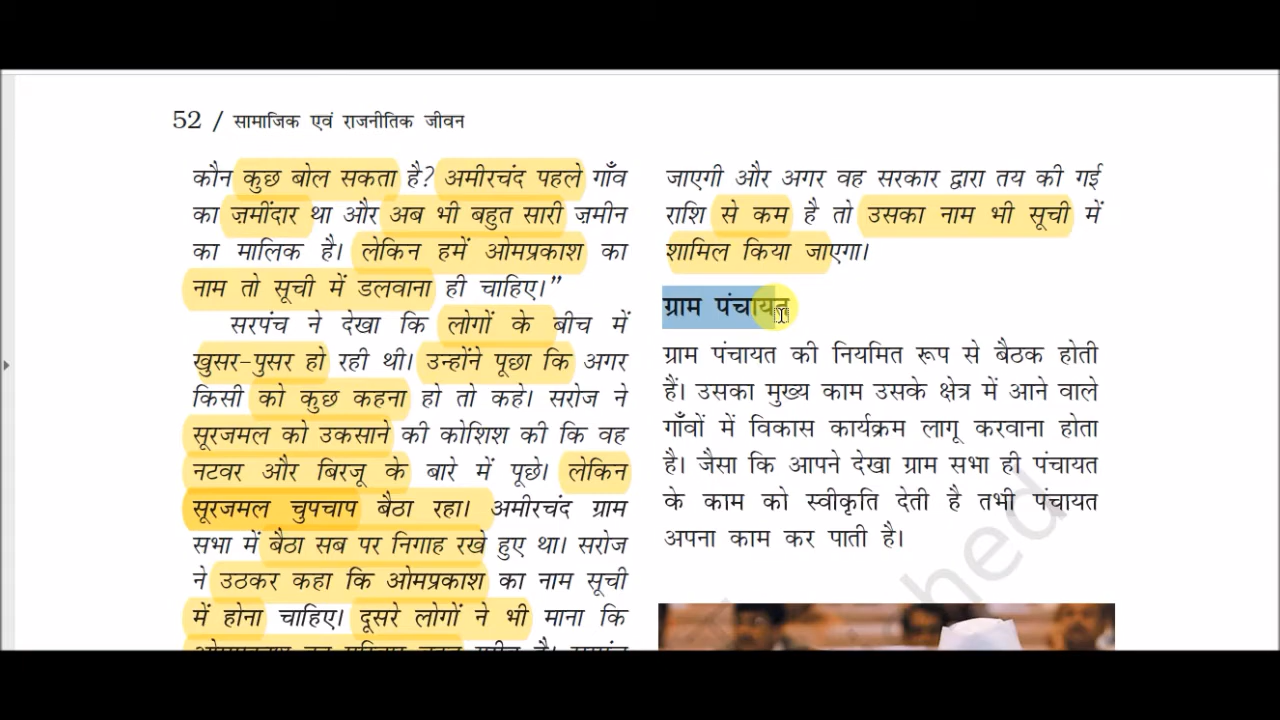 52 / सामाजिक एवं राजनीतिक जीवन
कौन कुछ बोल सकता है? अमीरचंद पहले गाँव
का ज़मींदार था और अब भी बहुत सारी ज़मीन
का मालिक है। लेकिन हमें ओमप्रकाश का
नाम तो सूची में डलवाना ही चाहिए।”
सरपंच ने देखा कि लोगों के बीच में
खुसर-पुसर हो रही थी। उन्होंने पूछा कि अगर
किसी को कुछ कहना हो तो कहे। सरोज ने
सूरजमल को उकसाने की कोशिश की कि वह
नटवर और बिरजू के बारे में पूछे। लेकिन
सूरजमल चुपचाप बैठा रहा। अमीरचंद ग्राम
सभा में बैठा सब पर निगाह रखे हुए था। सरोज
ने उठकर कहा कि ओमप्रकाश का नाम सूची
में होना चाहिए। दूसरे लोगों ने भी माना कि
जाएगी और अगर वह सरकार द्वारा तय की गई
राशि से कम है तो उसका नाम भी सूची में
शामिल किया जाएगा।
ग्राम पंचायत
ग्राम पंचायत की नियमित रूप से बैठक होती
हैं। उसका मुख्य काम उसके क्षेत्र में आने वाले
गाँवों में विकास कार्यक्रम लागू करवाना होता
है। जैसा कि आपने देखा ग्राम सभा ही पंचायत
के काम को स्वीकृति देती है तभी पंचायत
अपना काम कर पाती है।